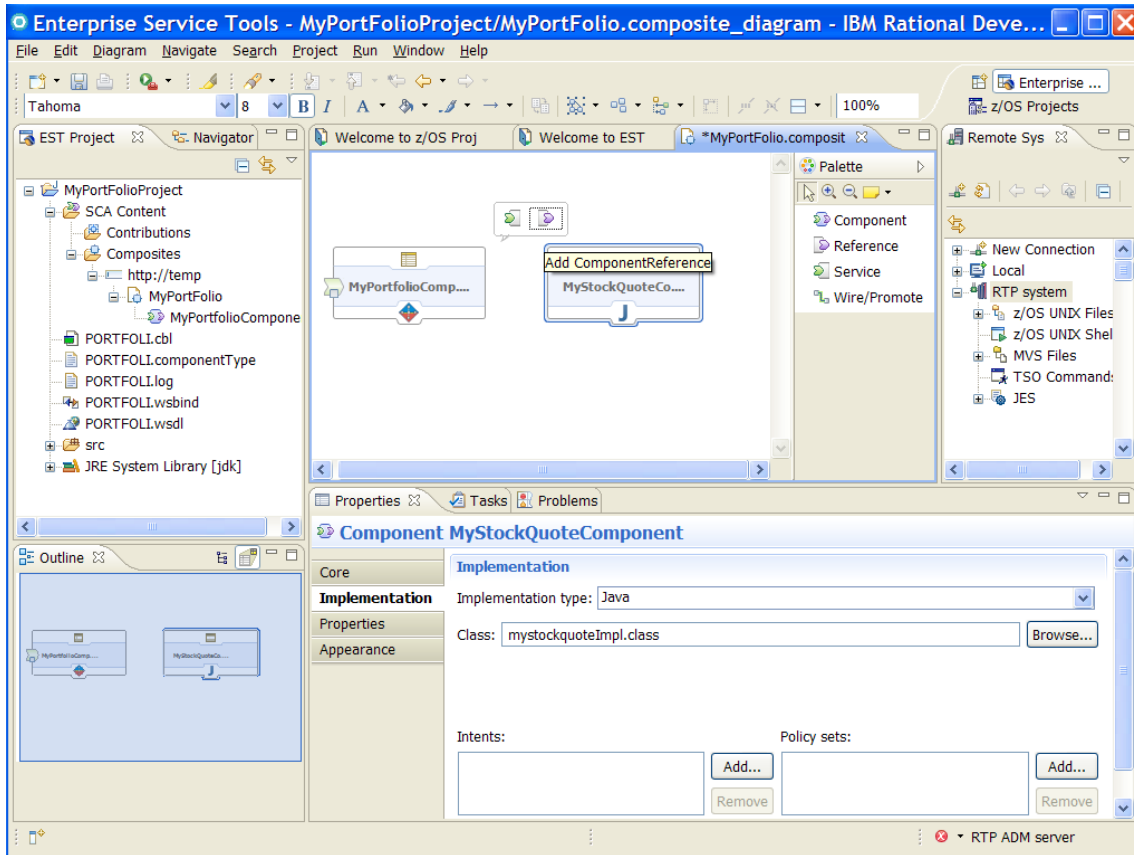 Enterprise Service Tools - MyPortFolioProject/MyPortFolio.composite_diagram - IBM Rational Deve...
File Edit Diagram Navigate Search Project Run Window Help
Enterprise ...
Tahoma 8 B I A 100% z/OS Projects
EST Project Navigator
Welcome to z/OS Proj Welcome to EST *MyPortFolio.composit
Remote Sys
MyPortFolioProject
SCA Content
Contributions
Composites
http://temp
MyPortFolio
MyPortfolioCompone
PORTFOLI.cbl
PORTFOLI.componentType
PORTFOLI.log
PORTFOLI.wsbind
PORTFOLI.wsdl
src
JRE System Library [jdk]
Add ComponentReference
MyPortfolioComp....
MyStockQuoteCo....
J
Palette
Component
Reference
Service
Wire/Promote
New Connection
Local
RTP system
z/OS UNIX Files
z/OS UNIX Shel
MVS Files
TSO Command
JES
Outline
MyPortfolioComp....
MyStockQuoteCo....
J
Properties Tasks Problems
Component MyStockQuoteComponent
Core
Implementation
Properties
Appearance
Implementation
Implementation type: Java
Class: mystockquoteImpl.class Browse...
Intents: Policy sets:
Add... Add...
Remove Remove
RTP ADM server